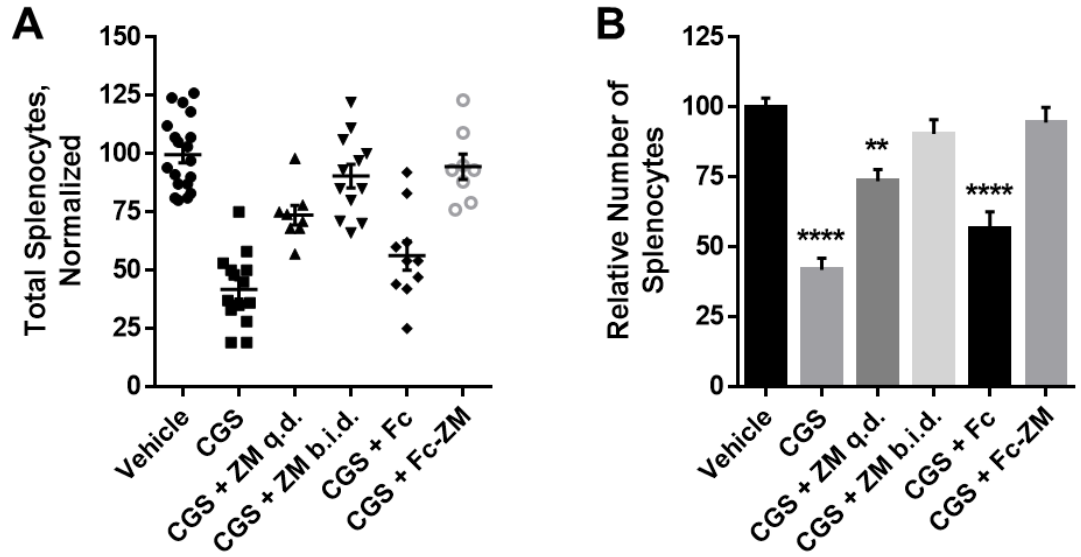 A
Total Splenocytes,
Normalized
150
125
100
75
50
25
0
Vehicle
CGS
CGS + ZM q.d.
CGS + ZM b.i.d.
CGS + Fc
CGS + Fc-ZM
B
Relative Number of
Splenocytes
125
100
75
50
25
0
****
**
****
Vehicle
CGS
CGS + ZM q.d.
CGS + ZM b.i.d.
CGS + Fc
CGS + Fc-ZM